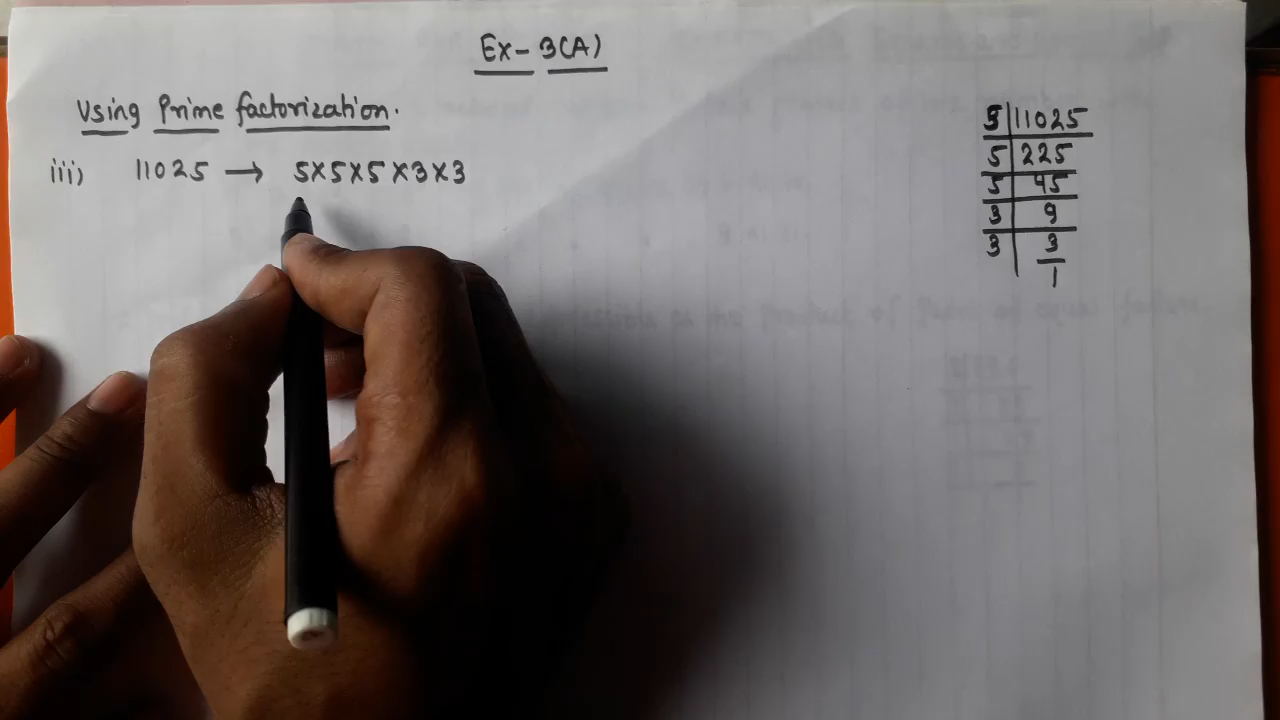 Ex- 3(A)
Using Prime factorization.
iii) 11025 → 5×5×5×3×3
5 | 11025
5 | 225
5 | 45
3 | 9
3 | 3
1